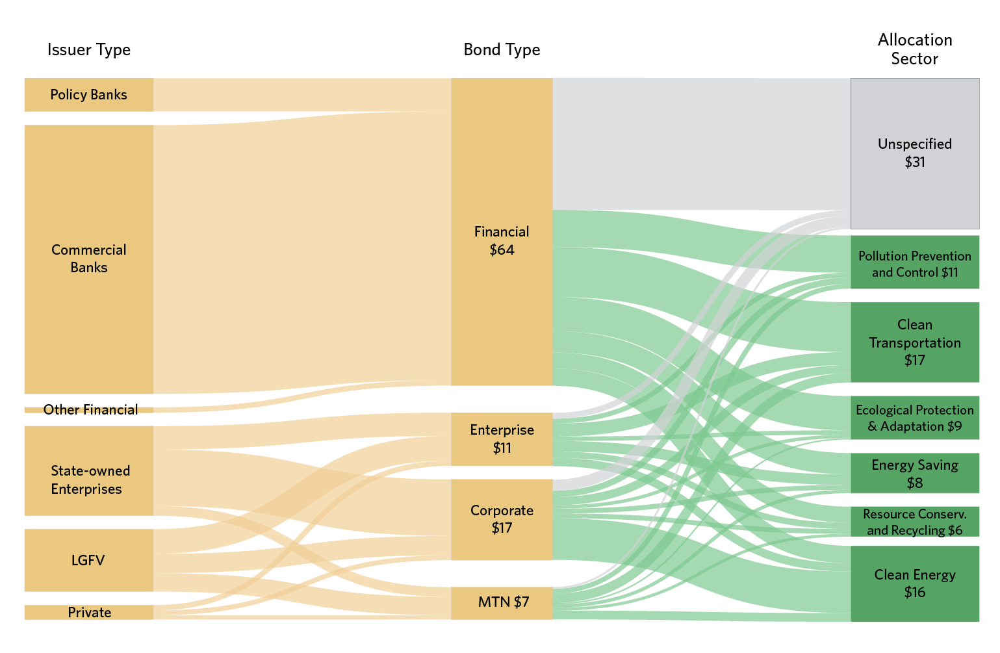 Issuer Type
Bond Type
Allocation
Sector
Policy Banks
Commercial
Banks
Other Financial
State-owned
Enterprises
LGFV
Private
Financial
$64
Enterprise
$11
Corporate
$17
MTN $7
Unspecified
$31
Pollution Prevention
and Control $11
Clean
Transportation
$17
Ecological Protection
& Adaptation $9
Energy Saving
$8
Resource Conserv.
and Recycling $6
Clean Energy
$16